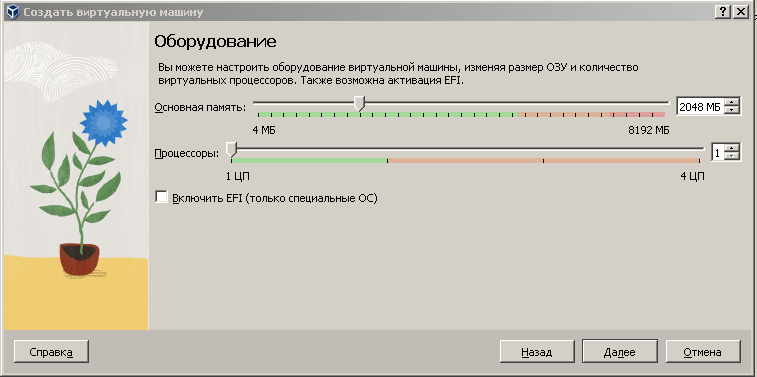 Создать виртуальную машину
Оборудование
Вы можете настроить оборудование виртуальной машины, изменяя размер ОЗУ и количество
виртуальных процессоров. Также возможна активация EFI.
Основная память:
2048 МБ
4 МБ
8192 МБ
Процессоры:
1
1 ЦП
4 ЦП
Включить EFI (только специальные ОС)
Справка
Назад
Далее
Отмена